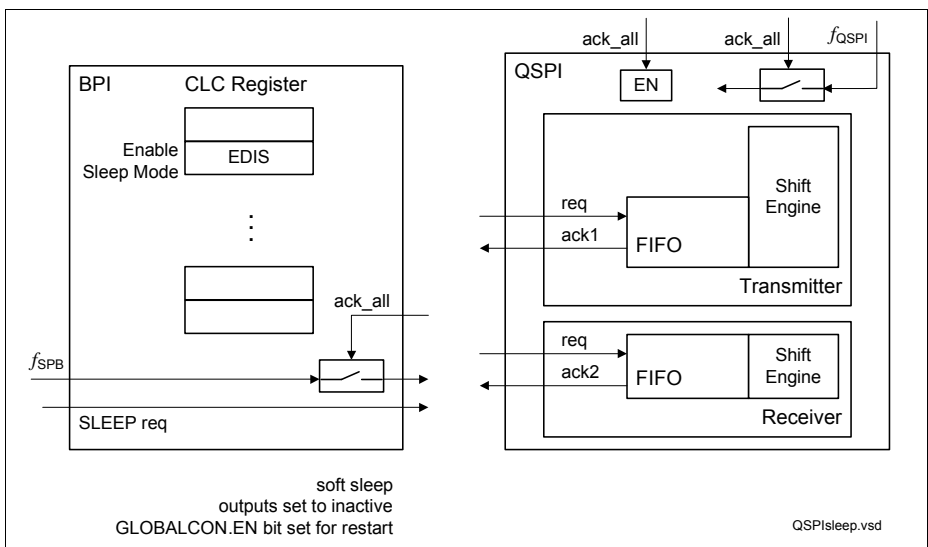 BPI
CLC Register
Enable
Sleep Mode
EDIS
⋮
ack_all
fSPB
SLEEP req
soft sleep
outputs set to inactive
GLOBALCON.EN bit set for restart
ack_all
ack_all
fQSPI
QSPI
EN
req
ack1
FIFO
Shift
Engine
Transmitter
req
ack2
FIFO
Shift
Engine
Receiver
QSPIsleep.vsd